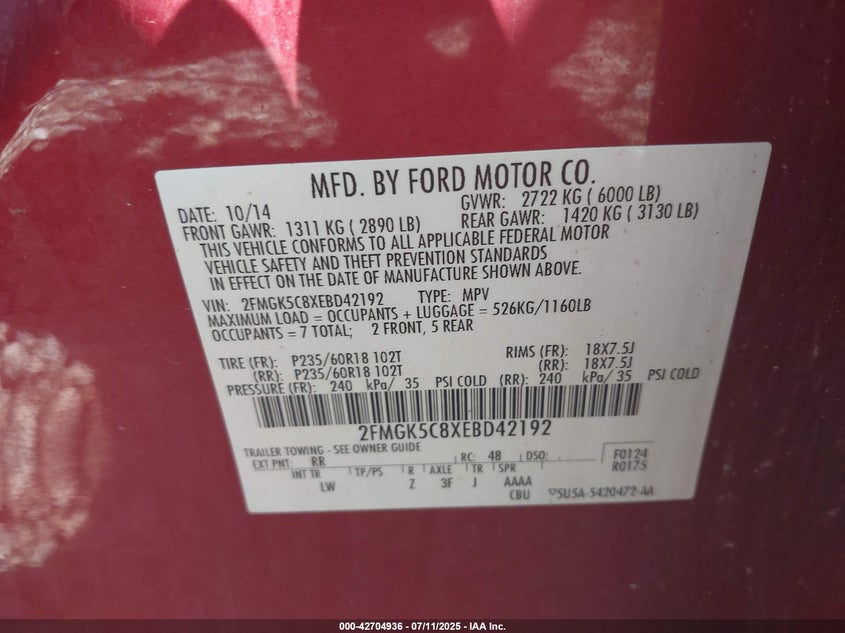 MFD. BY FORD MOTOR CO.
DATE: 10/14 GVWR: 2722 KG ( 6000 LB)
FRONT GAWR: 1311 KG ( 2890 LB) REAR GAWR: 1420 KG ( 3130 LB)
THIS VEHICLE CONFORMS TO ALL APPLICABLE FEDERAL MOTOR
VEHICLE SAFETY AND THEFT PREVENTION STANDARDS
IN EFFECT ON THE DATE OF MANUFACTURE SHOWN ABOVE.
VIN: 2FMGK5C8XEBD42192 TYPE: MPV
MAXIMUM LOAD = OCCUPANTS + LUGGAGE = 526KG/1160LB
OCCUPANTS = 7 TOTAL; 2 FRONT, 5 REAR
TIRE (FR): P235/60R18 102T RIMS (FR): 18X7.5J
(RR): P235/60R18 102T (RR): 18X7.5J
PRESSURE (FR): 240 kPa/ 35 PSI COLD (RR): 240 kPa/ 35 PSI COLD
2FMGK5C8XEBD42192
TRAILER TOWING - SEE OWNER GUIDE
EXT PNT: RR RC: 48 DSO: F0124
R0175
INT TR TP/PS R AXLE TR SPR
LW Z 3F J AAAA
CBU 5U5A-5420472-AA
000-42704936 - 07/11/2025 - IAA Inc.